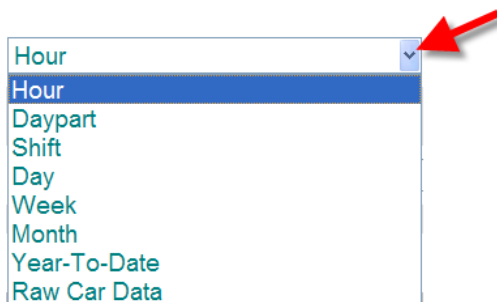 Hour
Hour
Daypart
Shift
Day
Week
Month
Year-To-Date
Raw Car Data